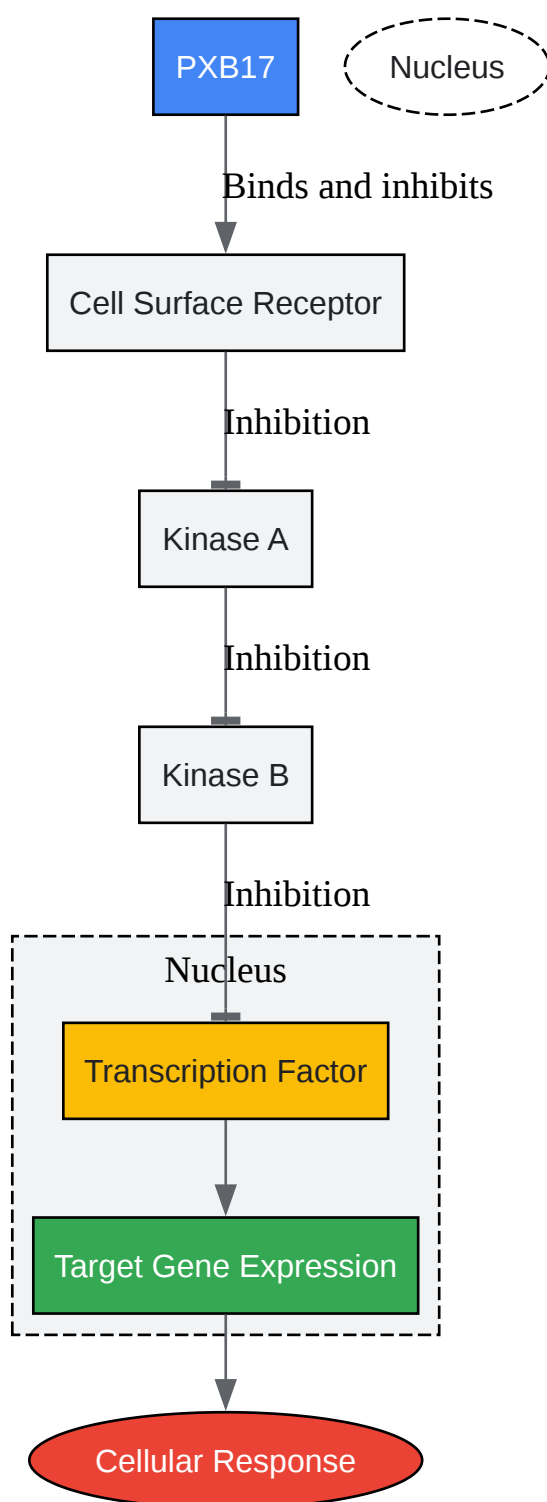 PXB17
Nucleus
Binds and inhibits
Cell Surface Receptor
Inhibition
Kinase A
Inhibition
Kinase B
Inhibition
Nucleus
Transcription Factor
Target Gene Expression
Cellular Response